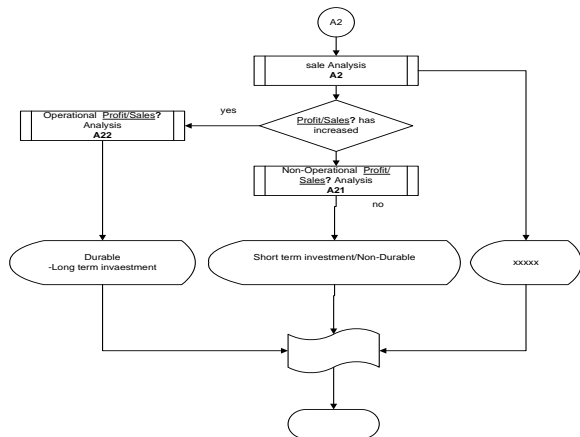 A2
sale Analysis
A2
yes
Operational Profit/Sales?
Analysis
A22
Profit/Sales? has
increased
Non-Operational Profit/
Sales? Analysis
A21
no
Durable
-Long term invaestment
Short term investment/Non-Durable
xxxxx